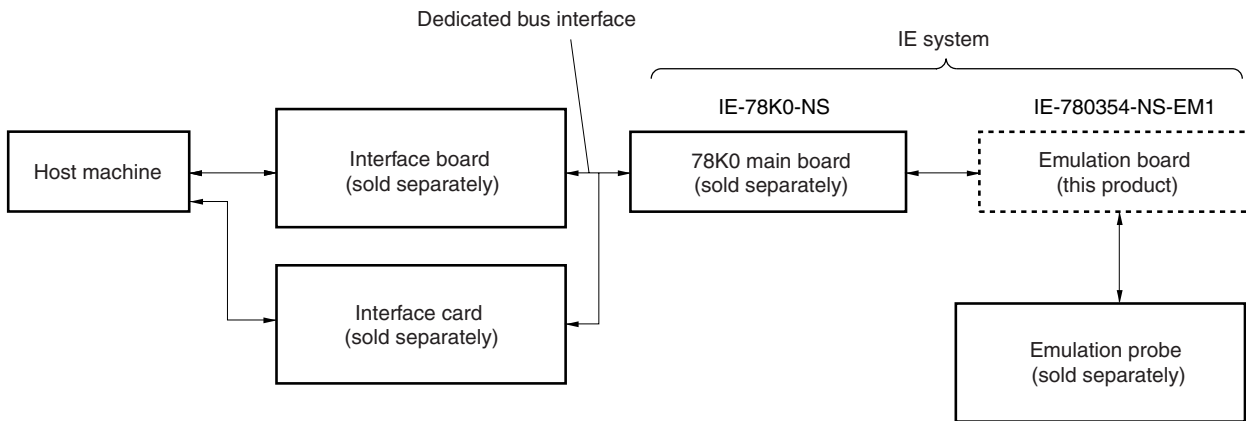 Dedicated bus interface
IE system
IE-78K0-NS
IE-780354-NS-EM1
Host machine
Interface board
(sold separately)
78K0 main board
(sold separately)
Emulation board
(this product)
Interface card
(sold separately)
Emulation probe
(sold separately)